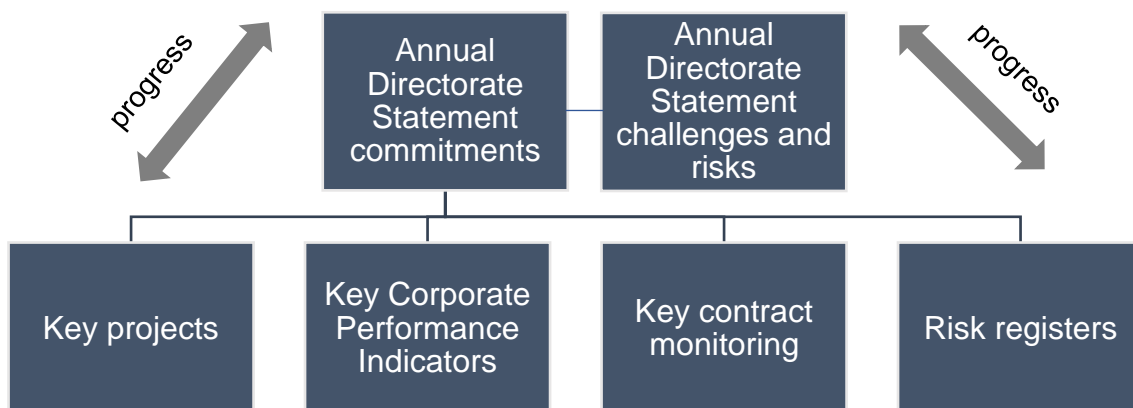 progress
Annual
Directorate
Statement
commitments
Annual
Directorate
Statement
challenges and
risks
progress
Key projects
Key Corporate
Performance
Indicators
Key contract
monitoring
Risk registers